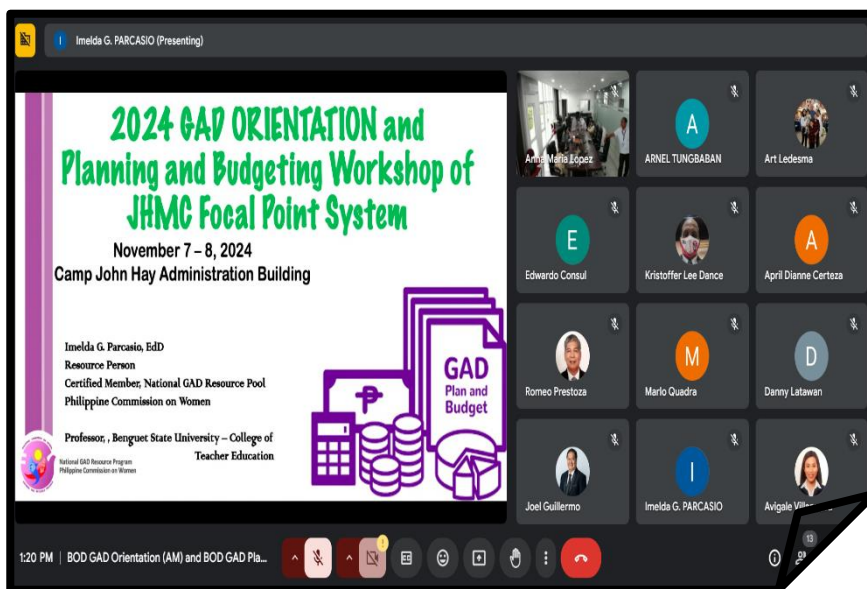 I Imelda G. PARCASIO (Presenting)
2024 GAD ORIENTATION and
Planning and Budgeting Workshop of
JHMC Focal Point System
November 7 – 8, 2024
Camp John Hay Administration Building
Imelda G. Parcasio, EdD
Resource Person
Certified Member, National GAD Resource Pool
Philippine Commission on Women
Professor, , Benguet State University – College of
Teacher Education
National GAD Resource Program
Philippine Commission on Women
₱
GAD
Plan and
Budget
Anna Maria Lopez
A
ARNEL TUNGBABAN
Art Ledesma
E
Edwardo Consul
Kristoffer Lee Dance
A
April Dianne Certeza
Romeo Prestoza
M
Marlo Quadra
D
Danny Latawan
Joel Guillermo
I
Imelda G. PARCASIO
Avigale
1:20 PM | BOD GAD Orientation (AM) and BOD GAD Pla...
13